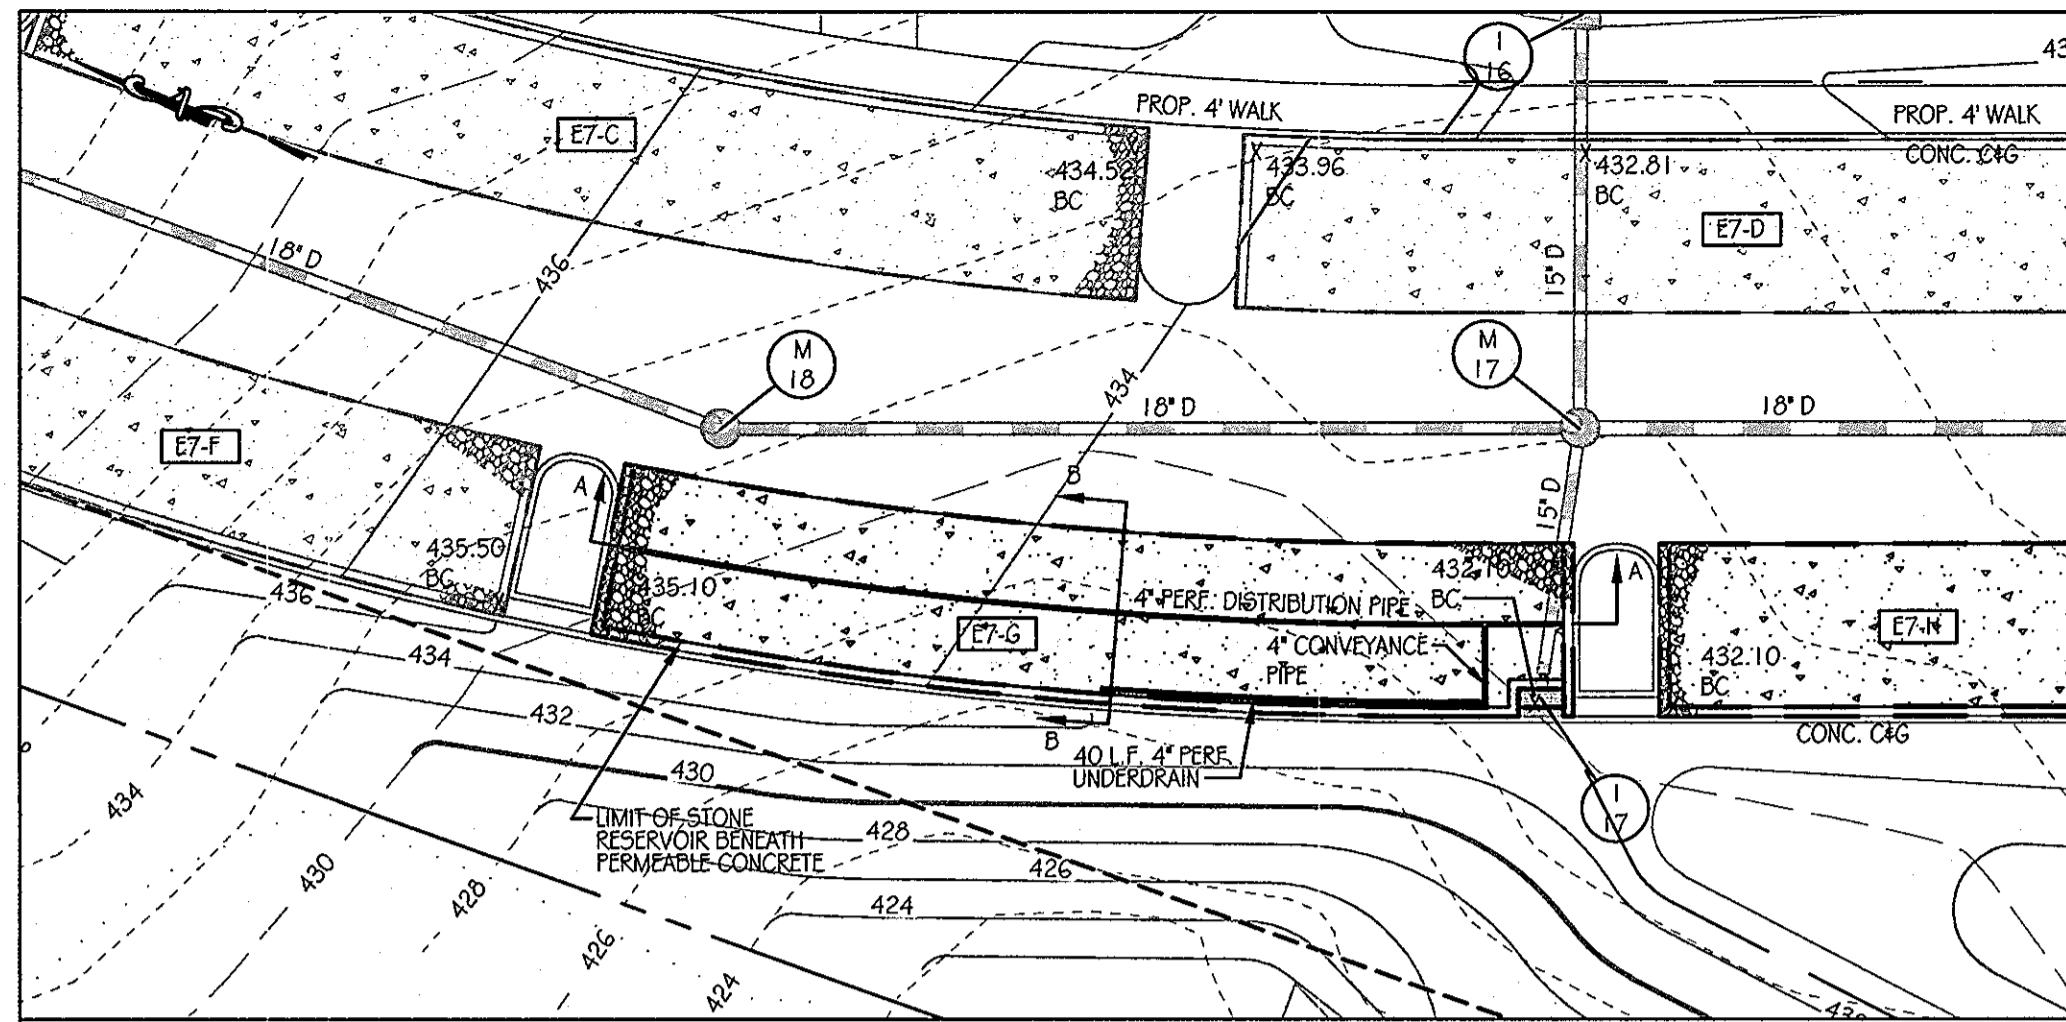 I
16
PROP. 4' WALK
PROP. 4' WALK
CONC. C&G
E7-C
434.52
BC
433.96
BC
432.81
BC
E7-D
18" D
436
15" D
M
18
M
17
434
18" D
18" D
E7-F
B
A
15" D
435.50
BC
435.10
432.10
BC
A
4" PERF. DISTRIBUTION PIPE
E7-G
4" CONVEYANCE
PIPE
E7-H
432.10
BC
436
434
432
B
CONC. C&G
40 L.F. 4" PERF.
UNDERDRAIN
430
434
I
17
LIMIT OF STONE
RESERVOIR BENEATH
PERMEABLE CONCRETE
428
426
430
428
424
426
424